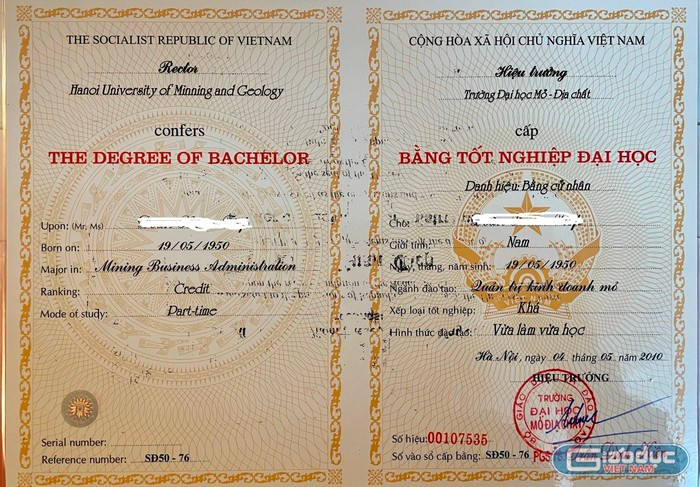 THE SOCIALIST REPUBLIC OF VIETNAM
Rector
Hanoi University of Minning and Geology
confers
THE DEGREE OF BACHELOR
Upon: (Mr, Ms)
Born on: 19/05/1950
Major in: Mining Business Administration
Ranking: Credit
Mode of study: Part-time
Serial number:
Reference number: SĐ50 - 76
CỘNG HÒA XÃ HỘI CHỦ NGHĨA VIỆT NAM
Hiệu trưởng
Trường Đại học Mỏ - Địa chất
cấp
BẰNG TỐT NGHIỆP ĐẠI HỌC
Danh hiệu: Bằng cử nhân
Cho:
Giới tính: Nam
Ngày, tháng, năm sinh: 19/05/1950
Ngành đào tạo: Quản trị kinh doanh mỏ
Xếp loại tốt nghiệp: Khá
Hình thức đào tạo: Vừa làm vừa học
Hà Nội, ngày 04 tháng 05 năm 2010
HIỆU TRƯỞNG
TRƯỜNG
ĐẠI HỌC
MỎ ĐỊA CHẤT
Số hiệu: 00107535
Số vào sổ cấp bằng: SĐ50 - 76
PGS
Giáo dục
VIỆT NAM